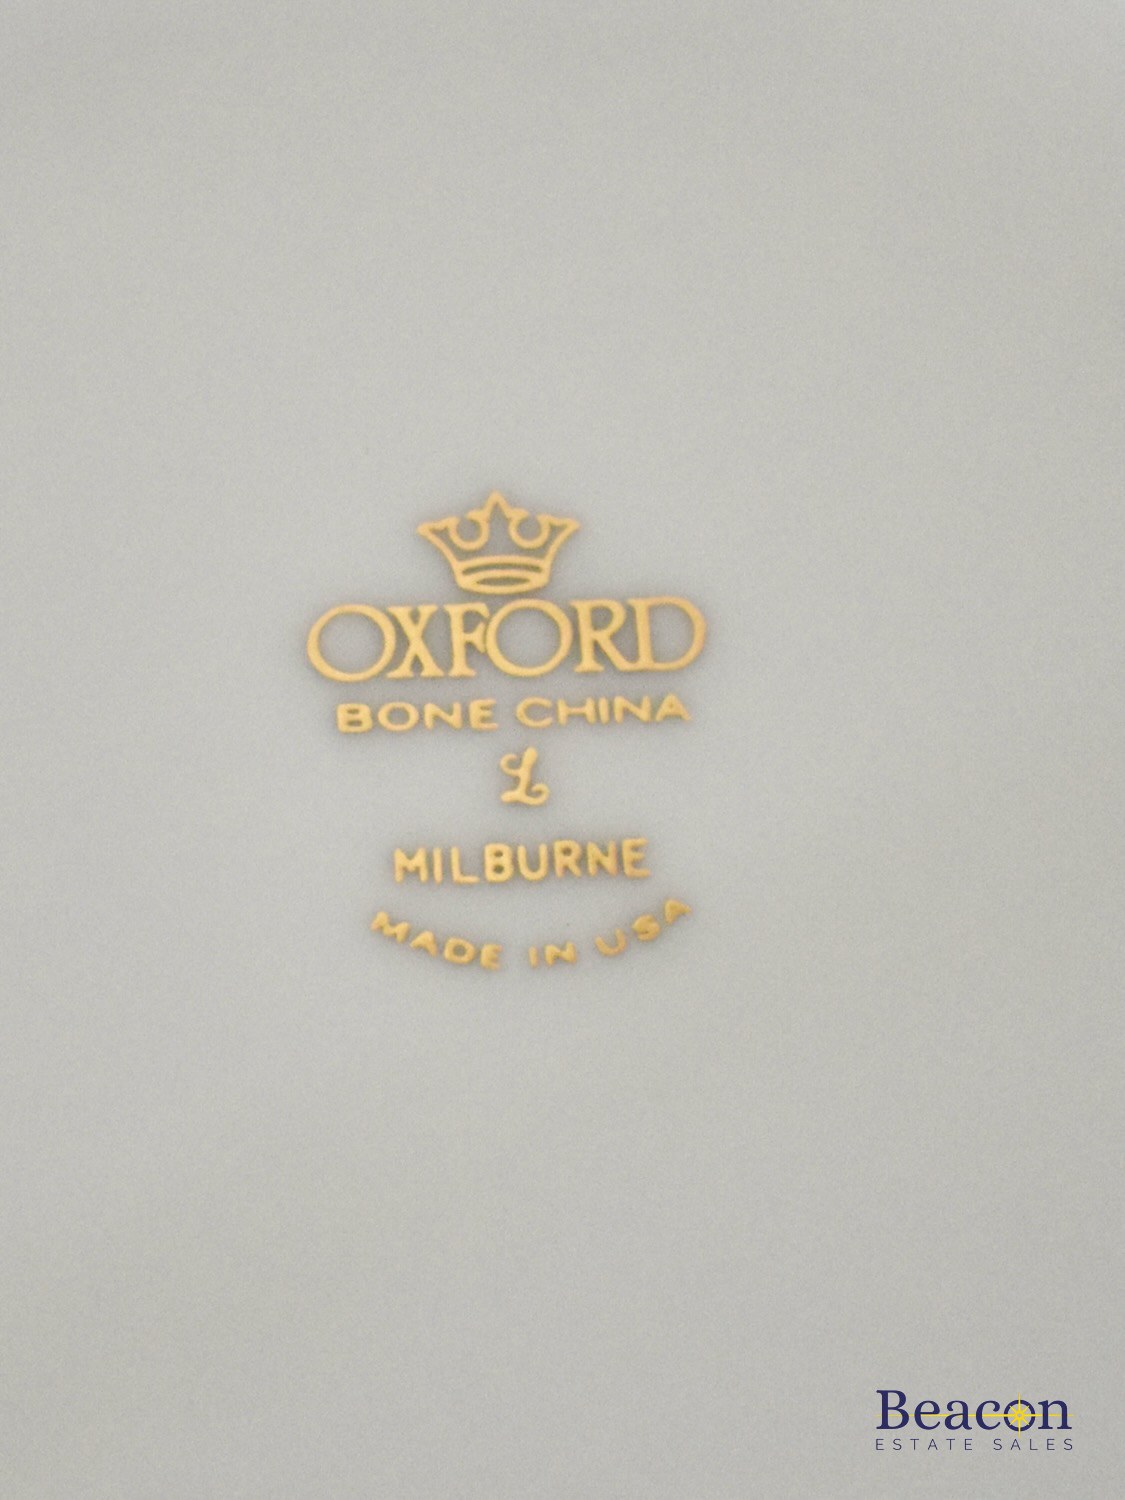 OXFORD
BONE CHINA
L
MILBURNE
MADE IN USA
Beacon
ESTATE SALES